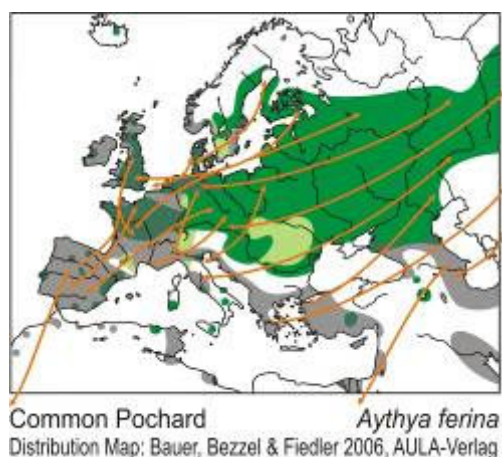 Common Pochard Aythya ferina
Distribution Map: Bauer, Bezzel & Fiedler 2006, AULA-Verlag